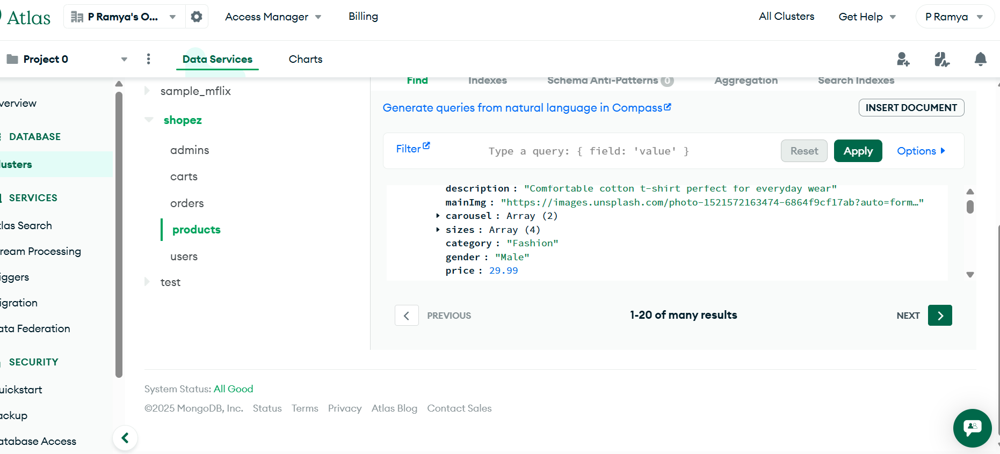 Atlas
P Ramya's O...
Access Manager
Billing
All Clusters
Get Help
P Ramya
Project 0
Data Services
Charts
verview
DATABASE
lusters
SERVICES
tlas Search
ream Processing
iggers
igration
ata Federation
SECURITY
uickstart
ackup
atabase Access
sample_mflix
shopez
admins
carts
orders
products
users
test
Find
Indexes
Schema Anti-Patterns 0
Aggregation
Search Indexes
Generate queries from natural language in Compass
INSERT DOCUMENT
Filter
Type a query: { field: 'value' }
Reset
Apply
Options
description : "Comfortable cotton t-shirt perfect for everyday wear"
mainImg : "https://images.unsplash.com/photo-1521572163474-6864f9cf17ab?auto=form…"
carousel : Array (2)
sizes : Array (4)
category : "Fashion"
gender : "Male"
price : 29.99
PREVIOUS
1-20 of many results
NEXT
System Status: All Good
©2025 MongoDB, Inc. Status Terms Privacy Atlas Blog Contact Sales